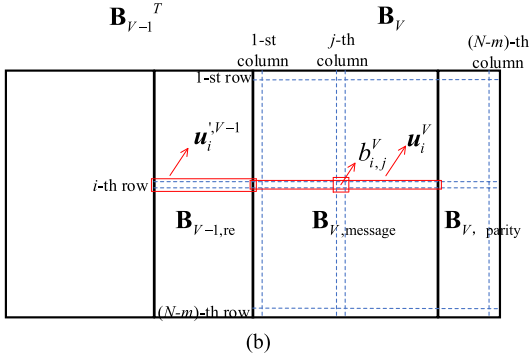 B_{V-1}^T
B_V
1-st column
j-th column
(N-m)-th column
1-st row
u_i^{',V-1}
b_{i,j}^V
u_i^V
i-th row
B_{V-1,re}
B_{V,message}
B_{V, parity}
(N-m)-th row
(b)